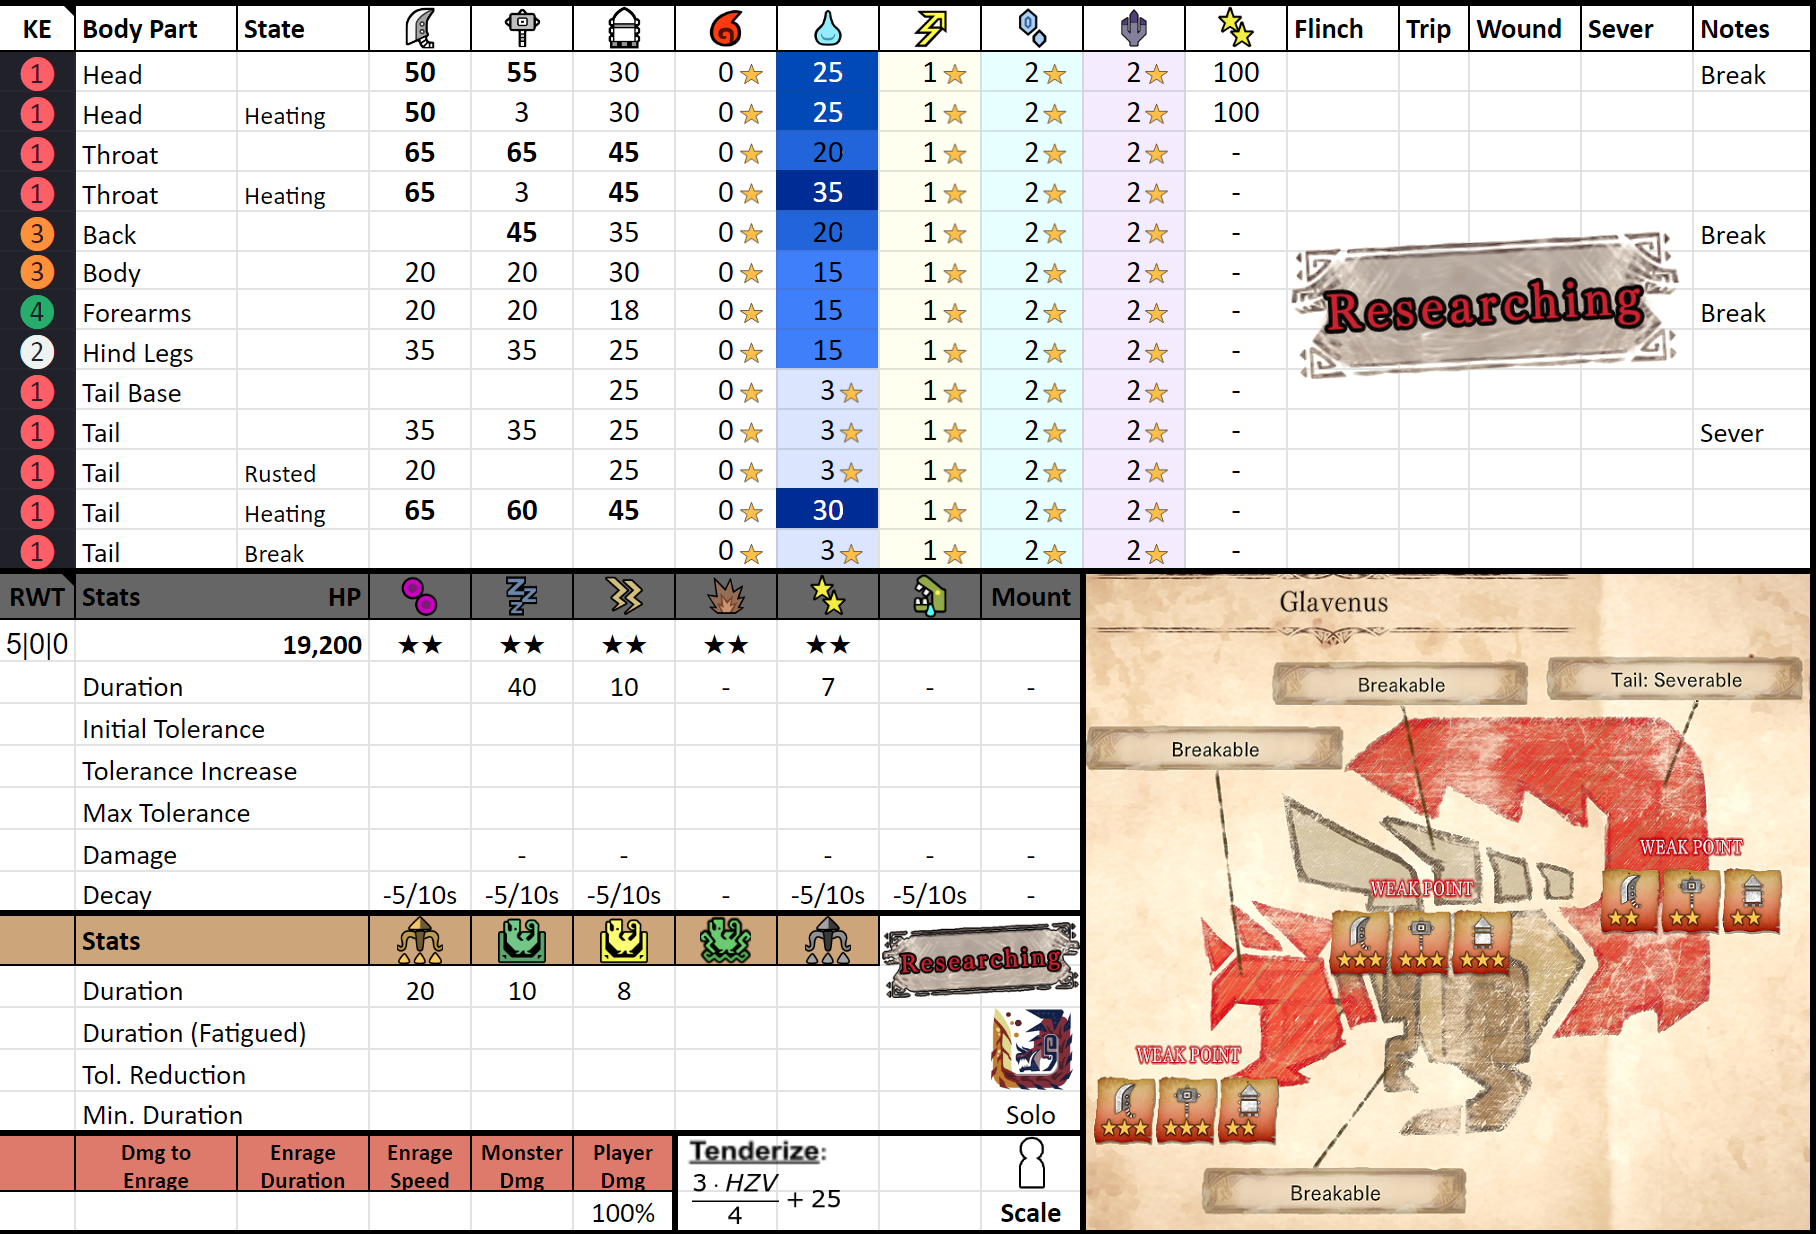 KE Body Part State Flinch Trip Wound Sever Notes
1 Head 50 55 30 0 25 1 2 2 100 Break
1 Head Heating 50 3 30 0 25 1 2 2 100
1 Throat 65 65 45 0 20 1 2 2 -
1 Throat Heating 65 3 45 0 35 1 2 2 -
3 Back 45 35 0 20 1 2 2 - Break
3 Body 20 20 30 0 15 1 2 2 -
4 Forearms 20 20 18 0 15 1 2 2 - Break
2 Hind Legs 35 35 25 0 15 1 2 2 -
1 Tail Base 25 0 3 1 2 2 -
1 Tail 35 35 25 0 3 1 2 2 - Sever
1 Tail Rusted 20 25 0 3 1 2 2 -
1 Tail Heating 65 60 45 0 30 1 2 2 -
1 Tail Break 0 3 1 2 2 -
Researching
RWT Stats HP Mount
5|0|0 19,200 ★★ ★★ ★★ ★★ ★★
Duration 40 10 - 7 - -
Initial Tolerance
Tolerance Increase
Max Tolerance
Damage - - - - -
Decay -5/10s -5/10s -5/10s - -5/10s -5/10s -
Stats
Researching
Duration 20 10 8
Duration (Fatigued)
Tol. Reduction
Min. Duration
Solo
Dmg to Enrage
Enrage Duration
Enrage Speed
Monster Dmg
Player Dmg
100%
Tenderize:
3 · HZV
4
+ 25
Scale
Glavenus
Breakable
Tail: Severable
Breakable
WEAK POINT
WEAK POINT
WEAK POINT
Breakable